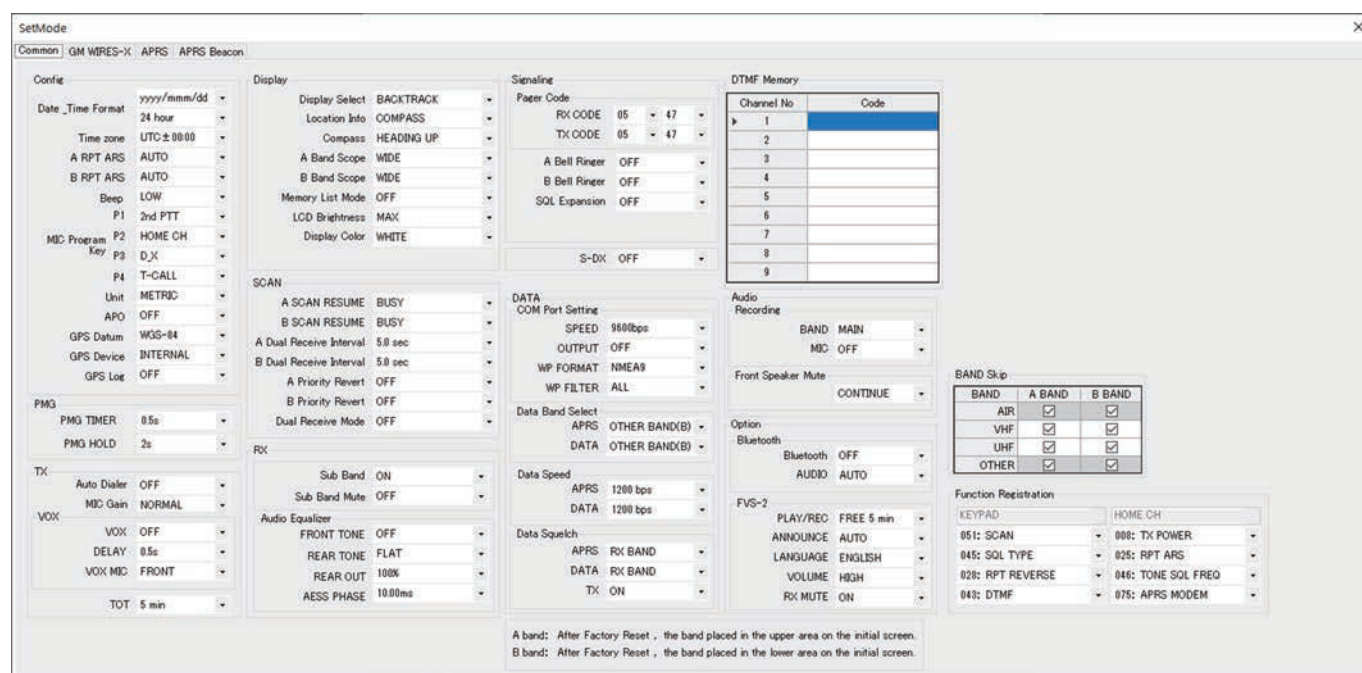 SetMode
Common GM WIRES-X APRS APRS Beacon
Config
Date _Time Format yyyy/mmm/dd
24 hour
Time zone UTC±00:00
A RPT ARS AUTO
B RPT ARS AUTO
Beep LOW
MIC Program Key
P1 2nd PTT
P2 HOME CH
P3 D_X
P4 T-CALL
Unit METRIC
APO OFF
GPS Datum WGS-84
GPS Device INTERNAL
GPS Log OFF
PMG
PMG TIMER 0.5s
PMG HOLD 2s
TX
Auto Dialer OFF
MIC Gain NORMAL
VOX
VOX OFF
DELAY 0.5s
VOX MIC FRONT
TOT 5 min
Display
Display Select BACKTRACK
Location Info COMPASS
Compass HEADING UP
A Band Scope WIDE
B Band Scope WIDE
Memory List Mode OFF
LCD Brightness MAX
Display Color WHITE
SCAN
A SCAN RESUME BUSY
B SCAN RESUME BUSY
A Dual Receive Interval 5.0 sec
B Dual Receive Interval 5.0 sec
A Priority Revert OFF
B Priority Revert OFF
Dual Receive Mode OFF
RX
Sub Band ON
Sub Band Mute OFF
Audio Equalizer
FRONT TONE OFF
REAR TONE FLAT
REAR OUT 100%
AESS PHASE 10.00ms
Signaling
Pager Code
RX CODE 05 47
TX CODE 05 47
A Bell Ringer OFF
B Bell Ringer OFF
SQL Expansion OFF
S-DX OFF
DATA
COM Port Setting
SPEED 9600bps
OUTPUT OFF
WP FORMAT NMEA9
WP FILTER ALL
Data Band Select
APRS OTHER BAND(B)
DATA OTHER BAND(B)
Data Speed
APRS 1200 bps
DATA 1200 bps
Data Squelch
APRS RX BAND
DATA RX BAND
TX ON
DTMF Memory
Channel No Code
1
2
3
4
5
6
7
8
9
Audio
Recording
BAND MAIN
MIC OFF
Front Speaker Mute
CONTINUE
Option
Bluetooth
Bluetooth OFF
AUDIO AUTO
FVS-2
PLAY/REC FREE 5 min
ANNOUNCE AUTO
LANGUAGE ENGLISH
VOLUME HIGH
RX MUTE ON
BAND Skip
BAND A BAND B BAND
AIR
VHF
UHF
OTHER
Function Registration
KEYPAD HOME CH
051: SCAN 008: TX POWER
045: SQL TYPE 025: RPT ARS
028: RPT REVERSE 046: TONE SQL FREQ
043: DTMF 075: APRS MODEM
A band: After Factory Reset , the band placed in the upper area on the initial screen.
B band: After Factory Reset , the band placed in the lower area on the initial screen.